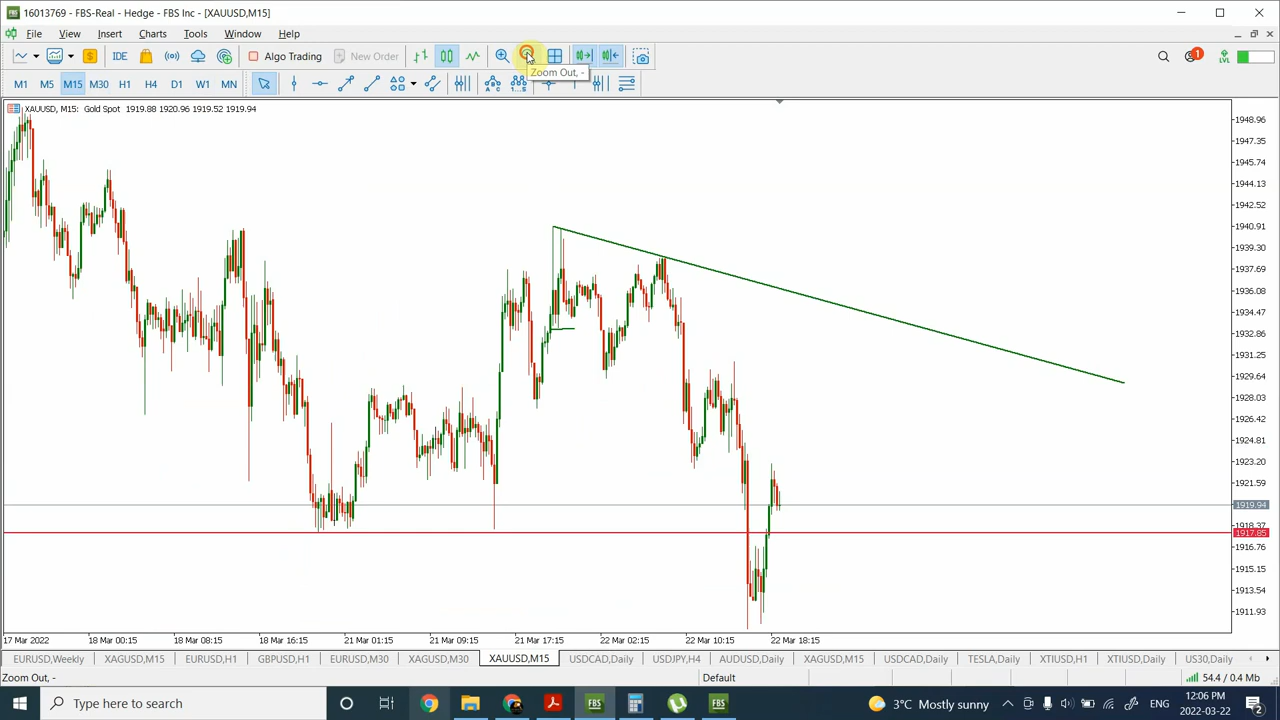 16013769 - FBS-Real - Hedge - FBS Inc - [XAUUSD,M15]
File View Insert Charts Tools Window Help
IDE Algo Trading New Order 1 LVL
Zoom Out, -
M1 M5 M15 M30 H1 H4 D1 W1 MN
XAUUSD, M15: Gold Spot 1919.88 1920.96 1919.52 1919.94
1948.96
1947.35
1945.74
1944.13
1942.52
1940.91
1939.30
1937.69
1936.08
1934.47
1932.86
1931.25
1929.64
1928.03
1926.42
1924.81
1923.20
1921.59
1919.94
1918.37
1917.85
1916.76
1915.15
1913.54
1911.93
17 Mar 2022 18 Mar 00:15 18 Mar 08:15 18 Mar 16:15 21 Mar 01:15 21 Mar 09:15 21 Mar 17:15 22 Mar 02:15 22 Mar 10:15 22 Mar 18:15
EURUSD,Weekly XAGUSD,M15 EURUSD,H1 GBPUSD,H1 EURUSD,M30 XAGUSD,M30 XAUUSD,M15 USDCAD,Daily USDJPY,H4 AUDUSD,Daily XAGUSD,M15 USDCAD,Daily TESLA,Daily XTIUSD,H1 XTIUSD,Daily US30,Daily
Zoom Out, - Default 54.4 / 0.4 Mb
Type here to search FBS FBS 3°C Mostly sunny ENG 12:06 PM
2022-03-22 2